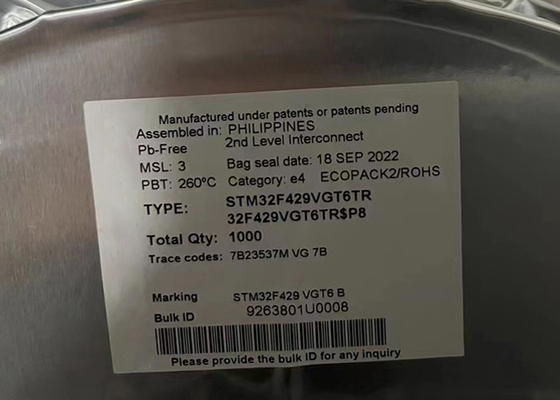 Manufactured under patents or patents pending
Assembled in: PHILIPPINES
Pb-Free 2nd Level Interconnect
MSL: 3 Bag seal date: 18 SEP 2022
PBT: 260ºC Category: e4 ECOPACK2/ROHS
TYPE: STM32F429VGT6TR
32F429VGT6TR$P8
Total Qty: 1000
Trace codes: 7B23537M VG 7B
Marking STM32F429 VGT6 B
Bulk ID 9263801U0008
Please provide the bulk ID for any inquiry